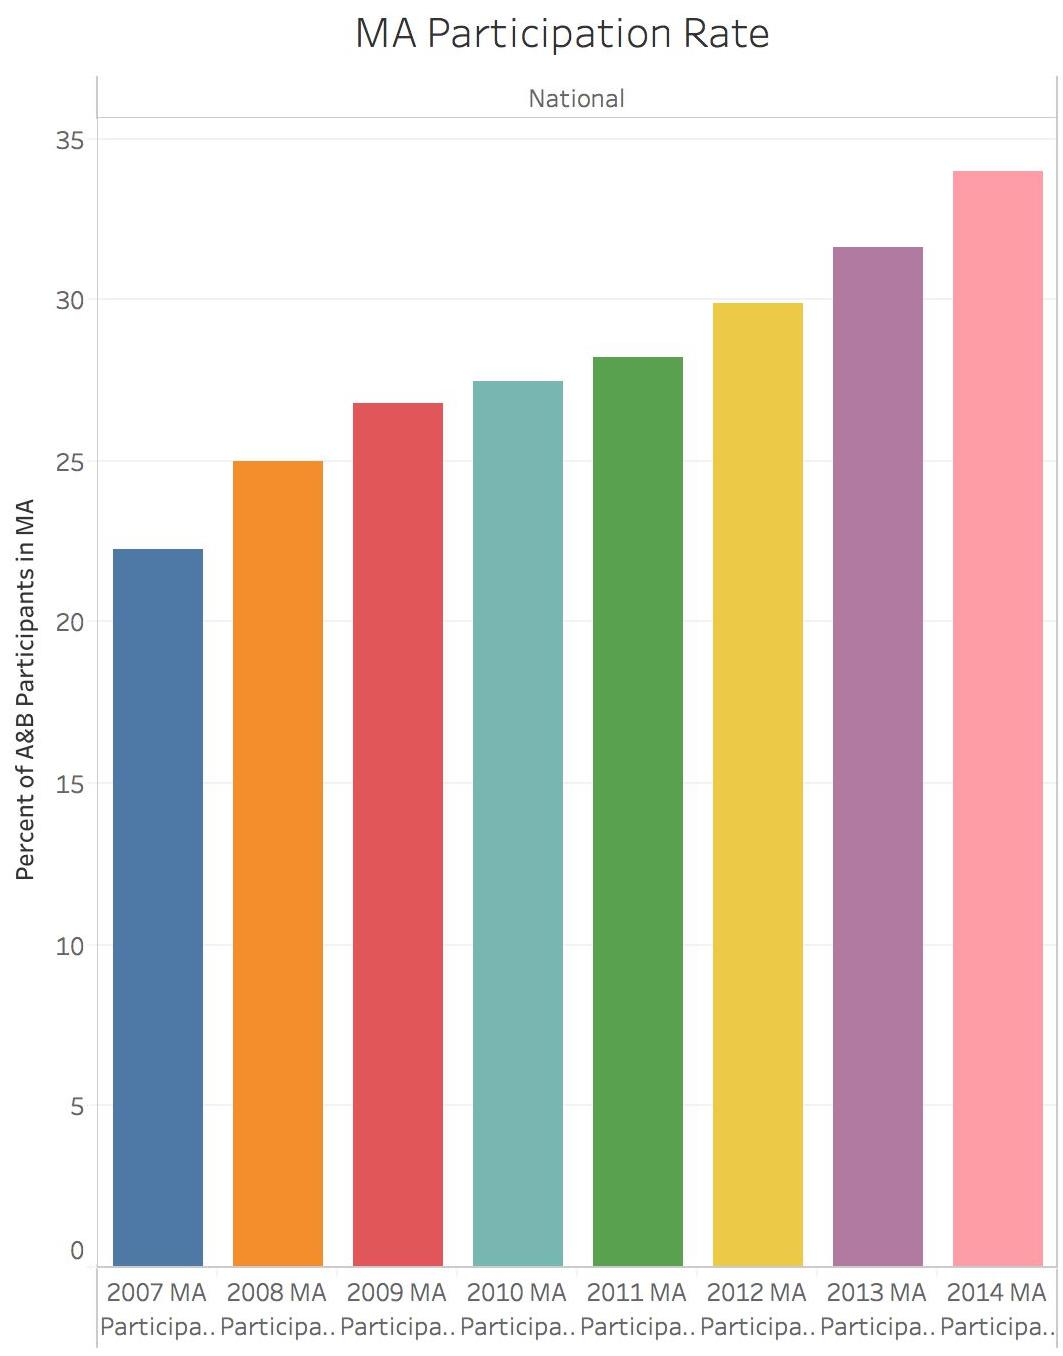 MA Participation Rate
National
35
30
25
20
15
10
5
0
Percent of A&B Participants in MA
2007 MA 2008 MA 2009 MA 2010 MA 2011 MA 2012 MA 2013 MA 2014 MA
Participa.. Participa.. Participa.. Participa.. Participa.. Participa.. Participa.. Participa..